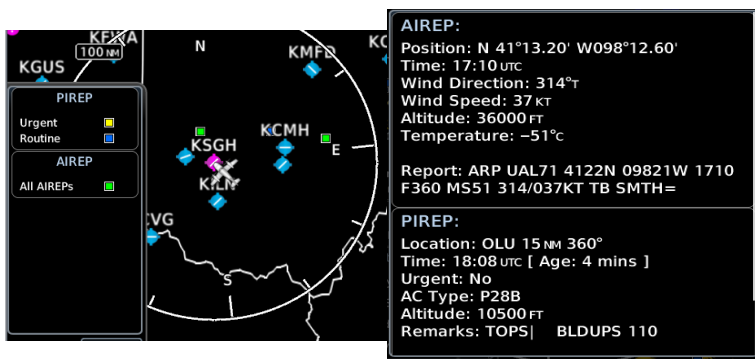 KFWA
100 NM
N
KMFD
KC
KGUS
PIREP
Urgent
Routine
AIREP
All AIREPs
KSGH
KCMH
E
KILN
CVG
S
AIREP:
Position: N 41°13.20' W098°12.60'
Time: 17:10 UTC
Wind Direction: 314°T
Wind Speed: 37 KT
Altitude: 36000 FT
Temperature: −51°C
Report: ARP UAL71 4122N 09821W 1710
F360 MS51 314/037KT TB SMTH=
PIREP:
Location: OLU 15 NM 360°
Time: 18:08 UTC [ Age: 4 mins ]
Urgent: No
AC Type: P28B
Altitude: 10500 FT
Remarks: TOPS|    BLDUPS 110